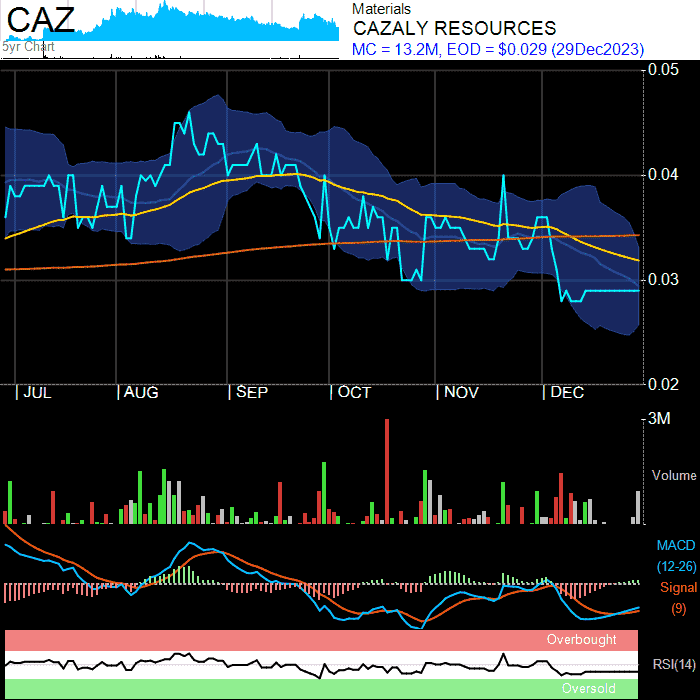 CAZ
5yr Chart
Materials
CAZALY RESOURCES
MC = 13.2M, EOD = $0.029 (29Dec2023)
0.05
0.04
0.03
0.02
JUL AUG SEP OCT NOV DEC
3M
Volume
MACD
(12-26)
Signal
(9)
Overbought
RSI(14)
Oversold